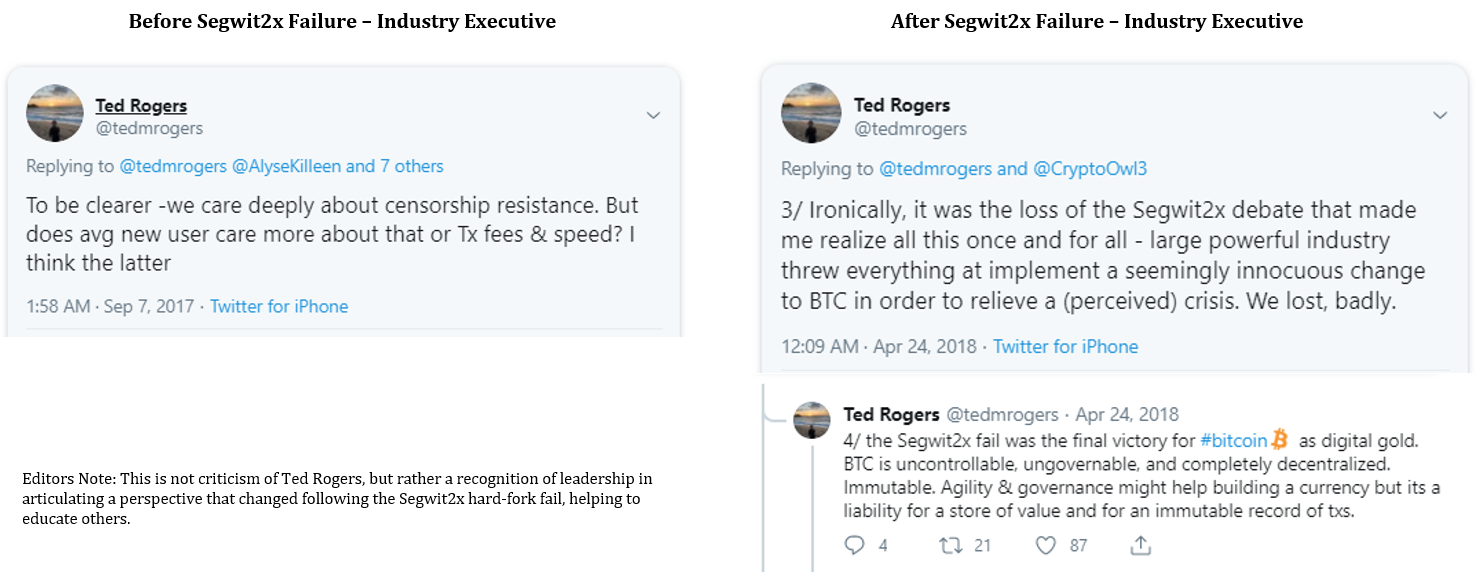 Before Segwit2x Failure – Industry Executive
Ted Rogers
@tedmrogers
Replying to @tedmrogers @AlyseKilleen and 7 others
To be clearer -we care deeply about censorship resistance. But
does avg new user care more about that or Tx fees & speed? I
think the latter
1:58 AM · Sep 7, 2017 · Twitter for iPhone
Editors Note: This is not criticism of Ted Rogers, but rather a recognition of leadership in
articulating a perspective that changed following the Segwit2x hard-fork fail, helping to
educate others.
After Segwit2x Failure – Industry Executive
Ted Rogers
@tedmrogers
Replying to @tedmrogers and @CryptoOwl3
3/ Ironically, it was the loss of the Segwit2x debate that made
me realize all this once and for all - large powerful industry
threw everything at implement a seemingly innocuous change
to BTC in order to relieve a (perceived) crisis. We lost, badly.
12:09 AM · Apr 24, 2018 · Twitter for iPhone
Ted Rogers @tedmrogers · Apr 24, 2018
4/ the Segwit2x fail was the final victory for #bitcoin as digital gold.
BTC is uncontrollable, ungovernable, and completely decentralized.
Immutable. Agility & governance might help building a currency but its a
liability for a store of value and for an immutable record of txs.
4 21 87